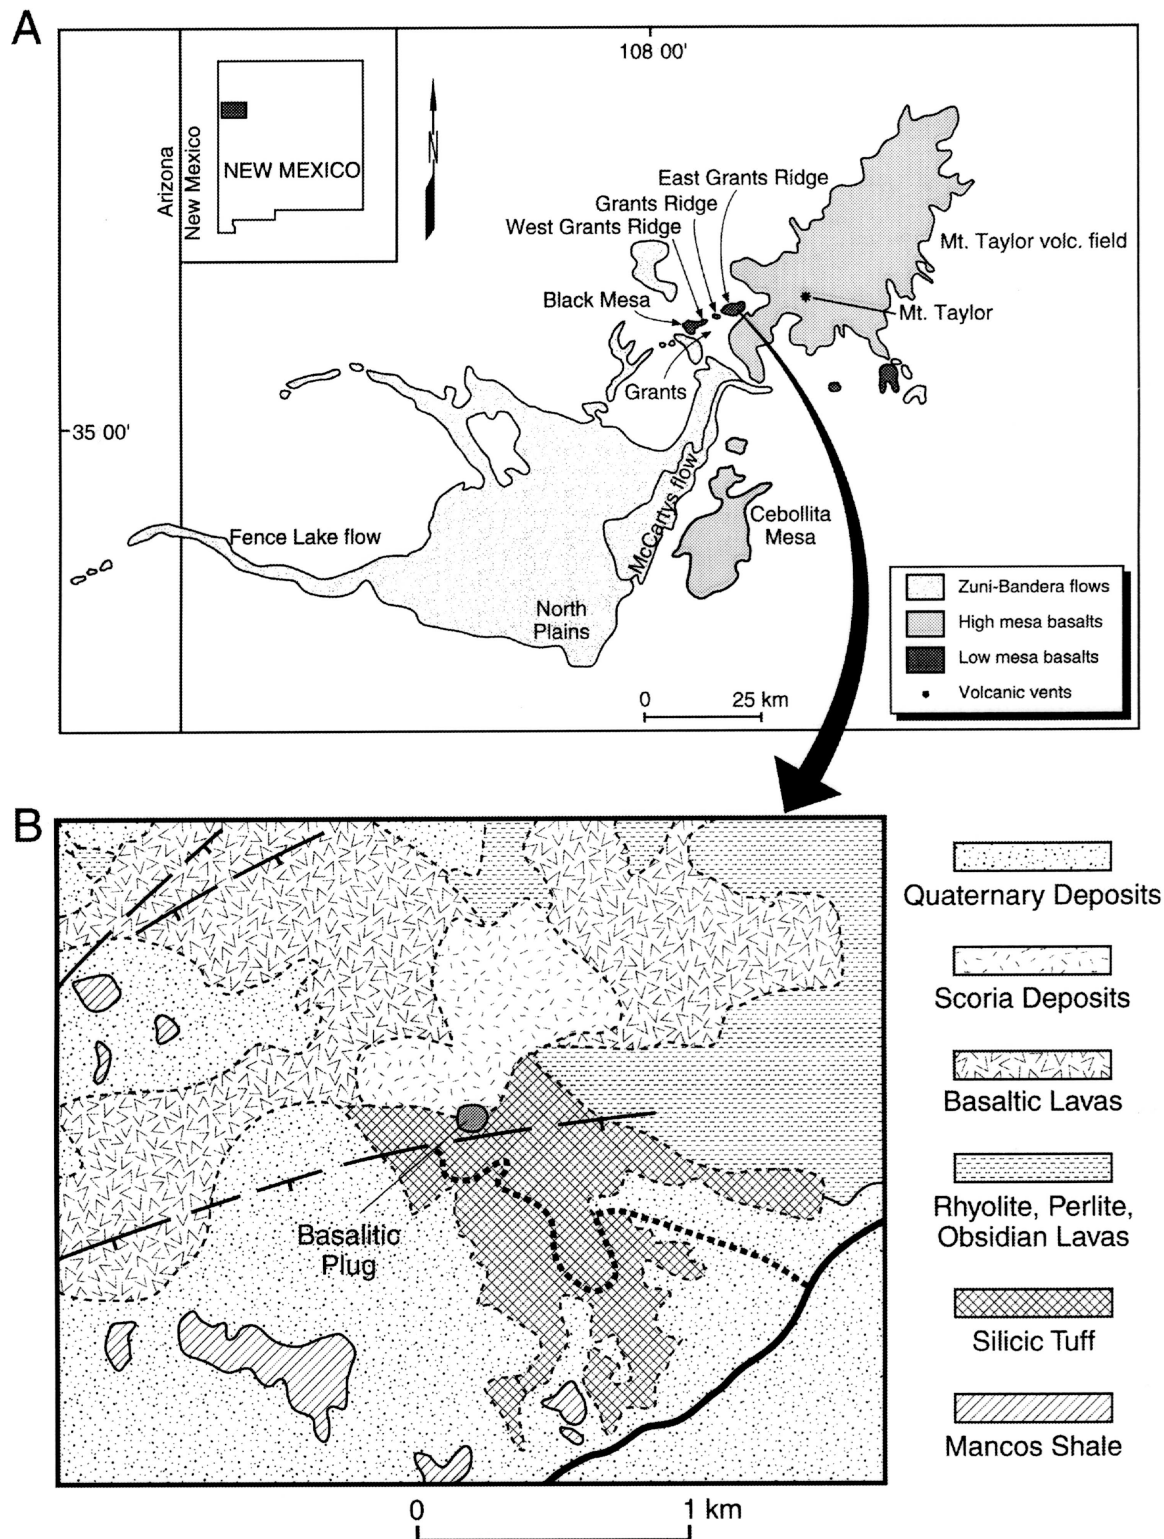 A
108 00'
Arizona
New Mexico
NEW MEXICO
N
East Grants Ridge
Grants Ridge
West Grants Ridge
Mt. Taylor volc. field
Black Mesa
Mt. Taylor
Grants
35 00'
McCartys flow
Cebollita
Mesa
Fence Lake flow
North
Plains
Zuni-Bandera flows
High mesa basalts
Low mesa basalts
Volcanic vents
0 25 km
B
Basalitic
Plug
Quaternary Deposits
Scoria Deposits
Basaltic Lavas
Rhyolite, Perlite,
Obsidian Lavas
Silicic Tuff
Mancos Shale
0 1 km